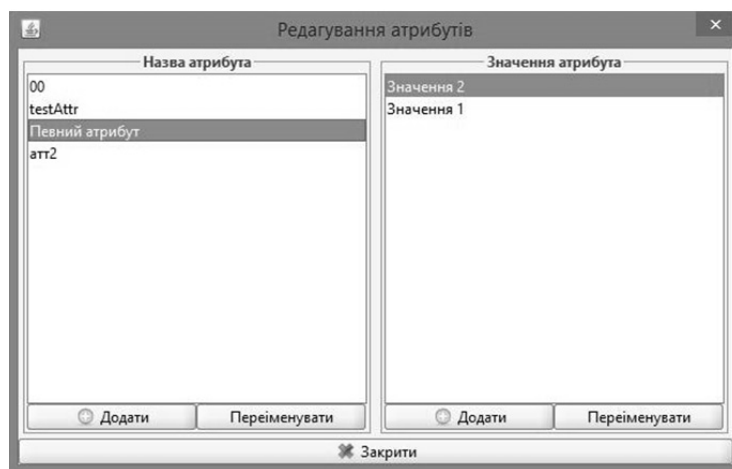 Редагування атрибутів
Назва атрибута
00
testAttr
Певний атрибут
атт2
Додати
Переіменувати
Значення атрибута
Значення 2
Значення 1
Додати
Переіменувати
Закрити